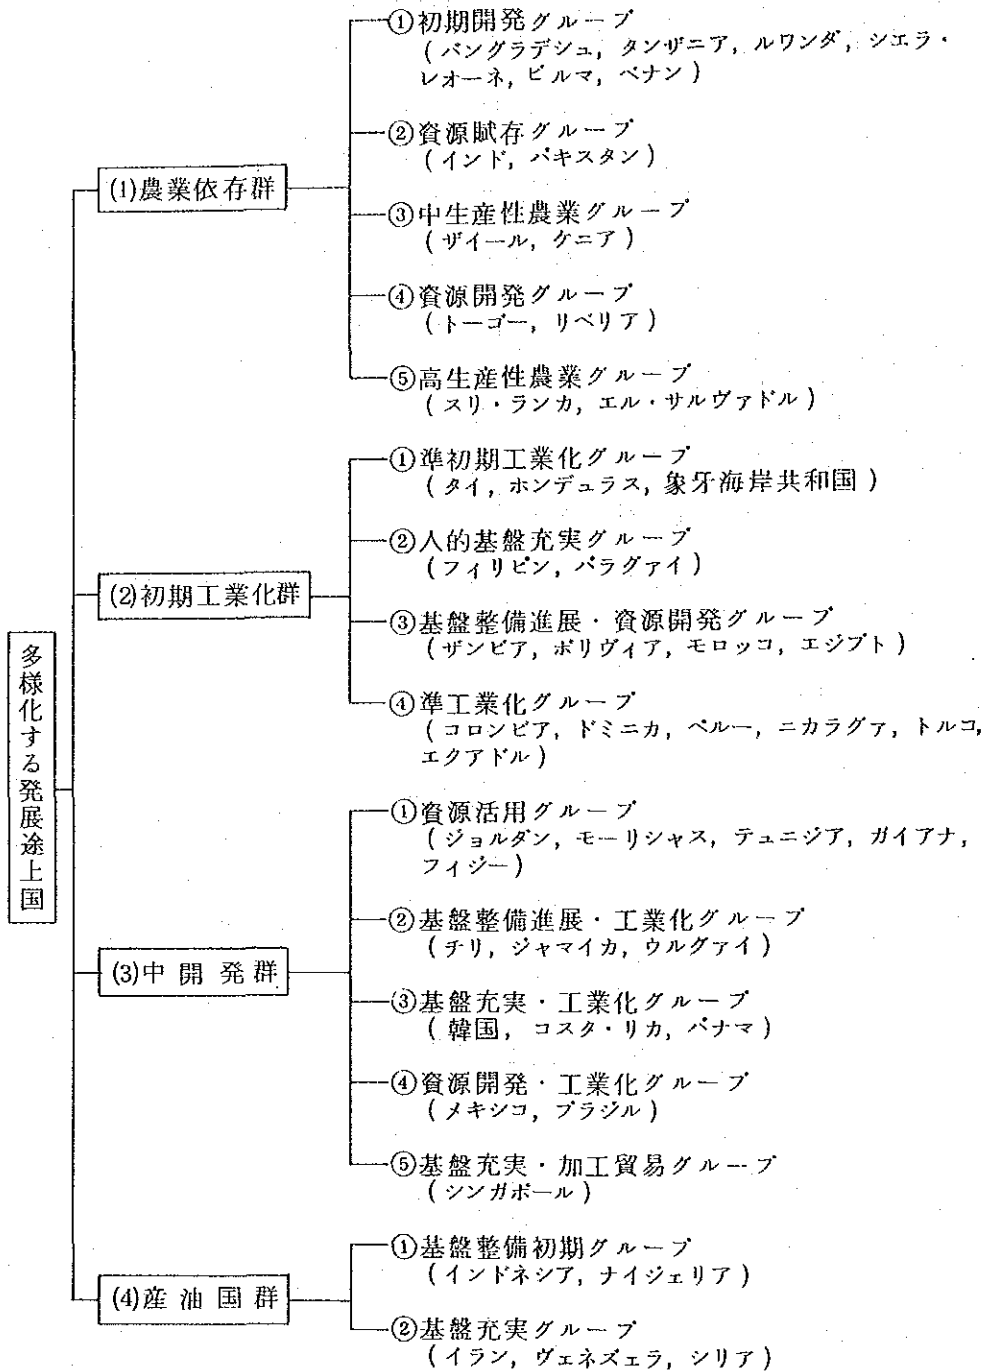 多様化する発展途上国
(1)農業依存群
①初期開発グループ
(バングラデシュ, タンザニア, ルワンダ, シエラ・
レオーネ, ビルマ, ベナン)
②資源賦存グループ
(インド, パキスタン)
③中生産性農業グループ
(ザイール, ケニア)
④資源開発グループ
(トーゴー, リベリア)
⑤高生産性農業グループ
(スリ・ランカ, エル・サルヴァドル)
(2)初期工業化群
①準初期工業化グループ
(タイ, ホンデュラス, 象牙海岸共和国)
②人的基盤充実グループ
(フィリピン, パラグァイ)
③基盤整備進展・資源開発グループ
(ザンビア, ボリヴィア, モロッコ, エジプト)
④準工業化グループ
(コロンビア, ドミニカ, ペルー, ニカラグァ, トルコ,
エクアドル)
(3)中開発群
①資源活用グループ
(ジョルダン, モーリシャス, テュニジア, ガイアナ,
フィジー)
②基盤整備進展・工業化グループ
(チリ, ジャマイカ, ウルグァイ)
③基盤充実・工業化グループ
(韓国, コスタ・リカ, パナマ)
④資源開発・工業化グループ
(メキシコ, ブラジル)
⑤基盤充実・加工貿易グループ
(シンガポール)
(4)産油国群
①基盤整備初期グループ
(インドネシア, ナイジェリア)
②基盤充実グループ
(イラン, ヴェネズェラ, シリア)